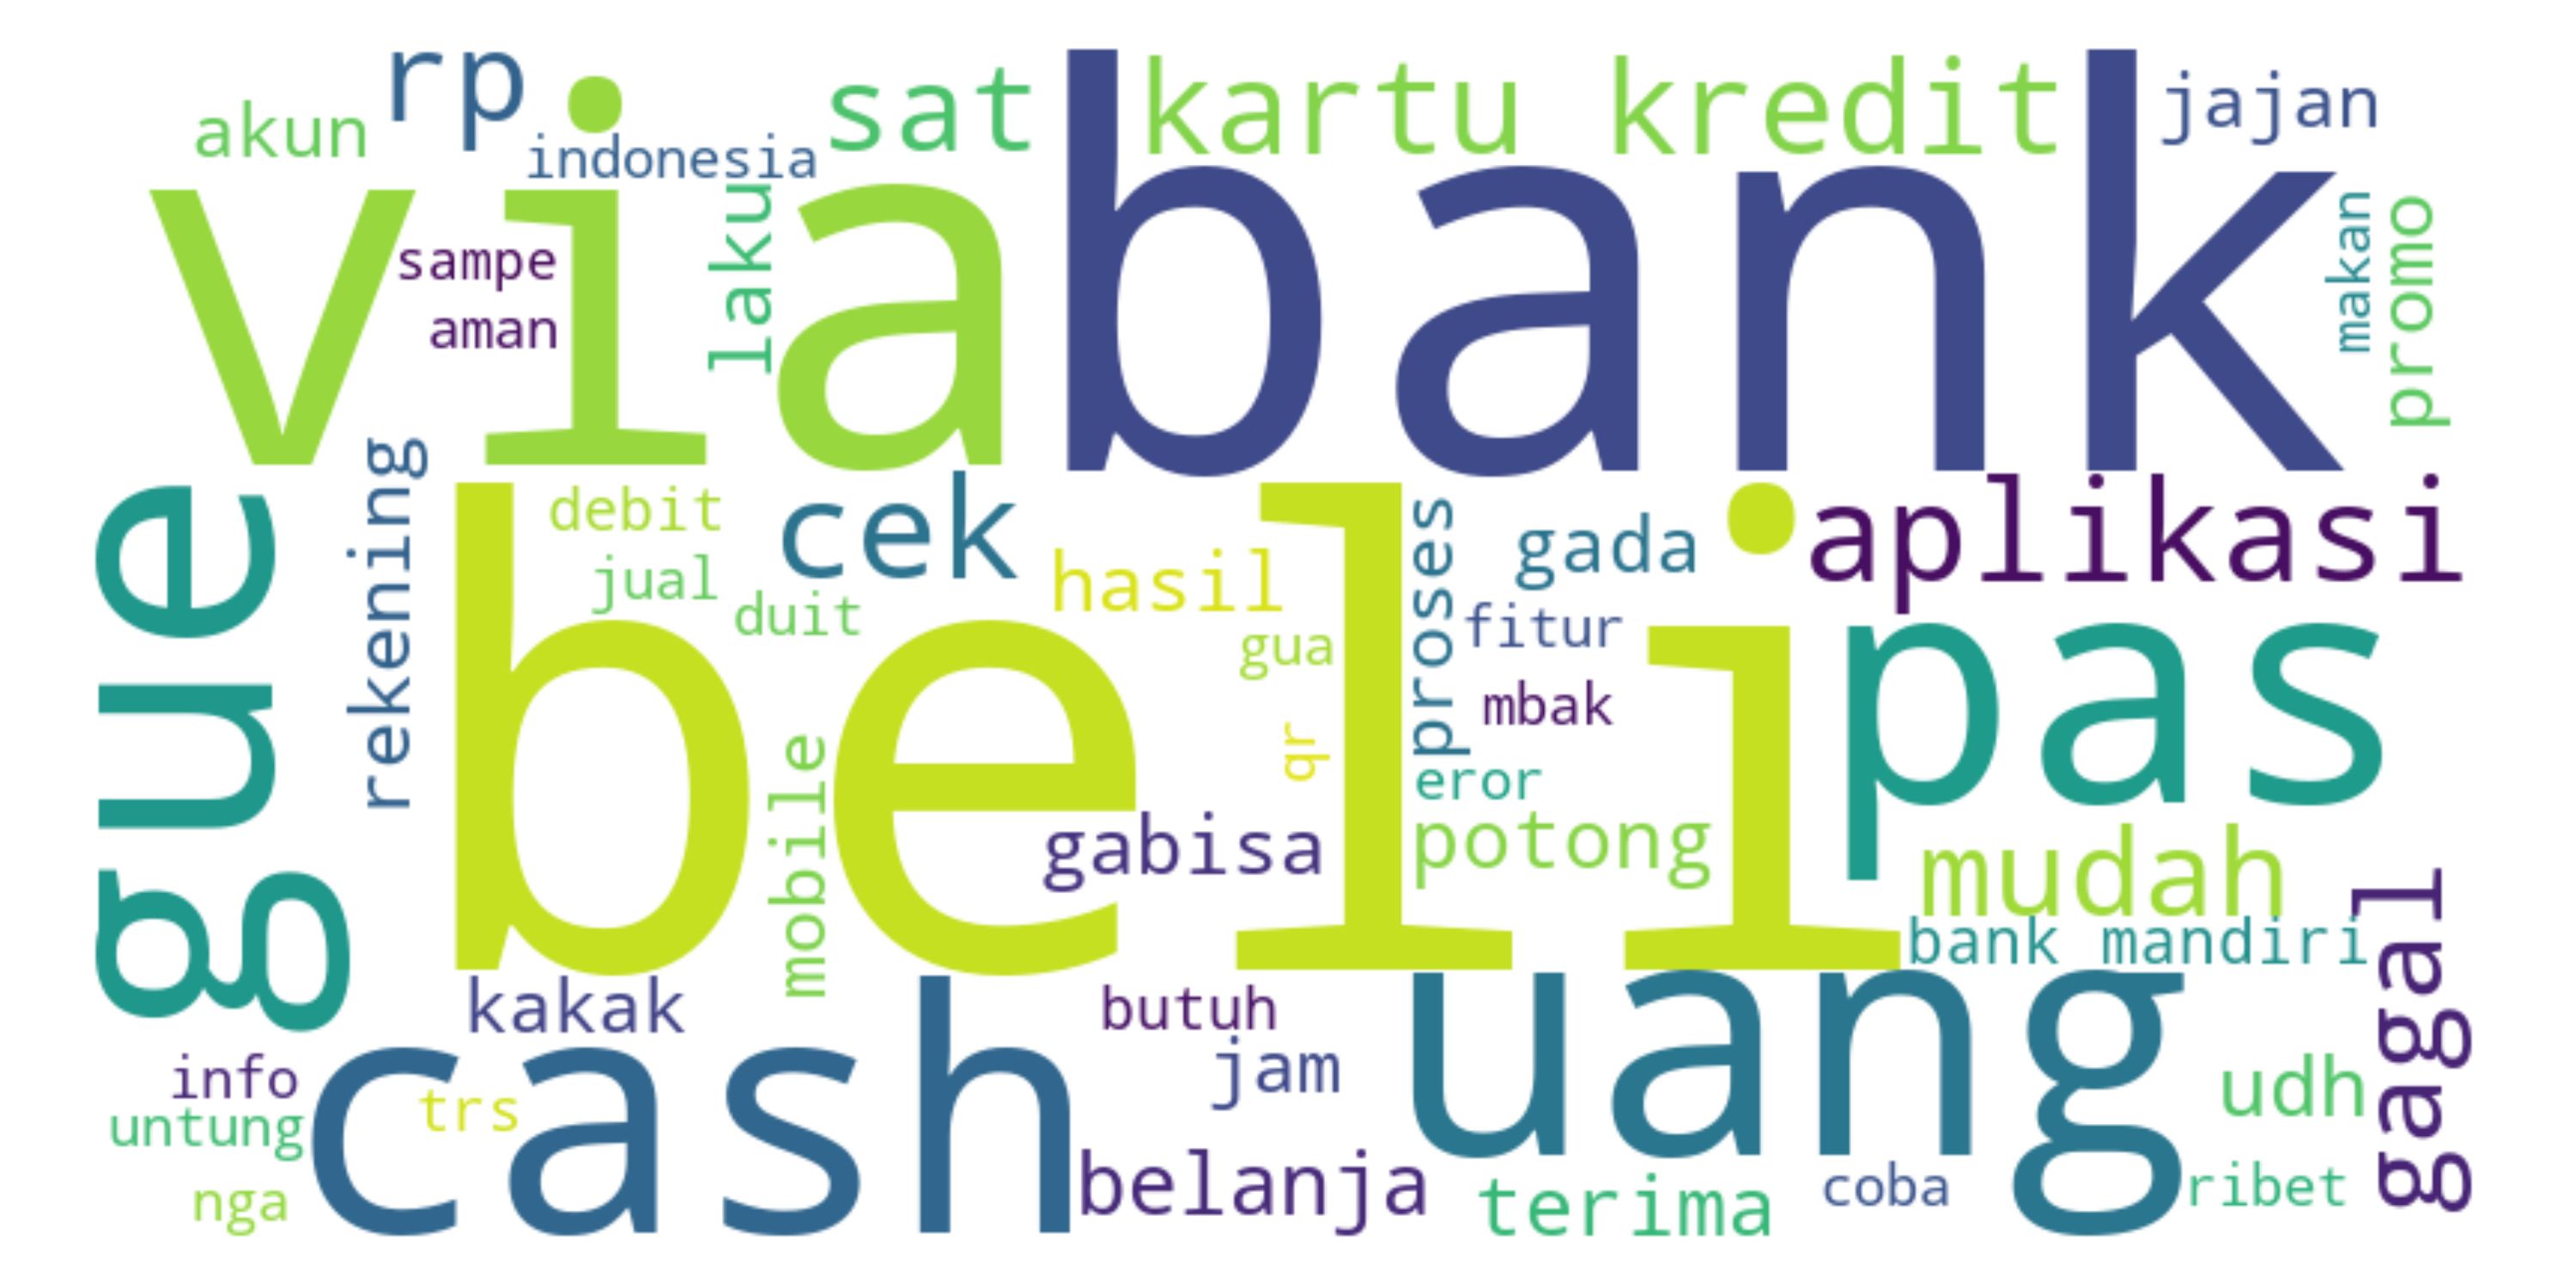 rp
sat
kartu kredit
jajan
akun
indonesia
via
bank
laku
sampe
aman
makan
promo
gue
rekening
debit
cek
jual
duit
hasil
proses
gada
aplikasi
beli
fitur
gua
mbak
pas
qr
eror
mobile
gabisa
potong
mudah
bank mandiri
gagal
kakak
butuh
uang
info
cash
trs
jam
udh
untung
nga
belanja
terima
coba
ribet